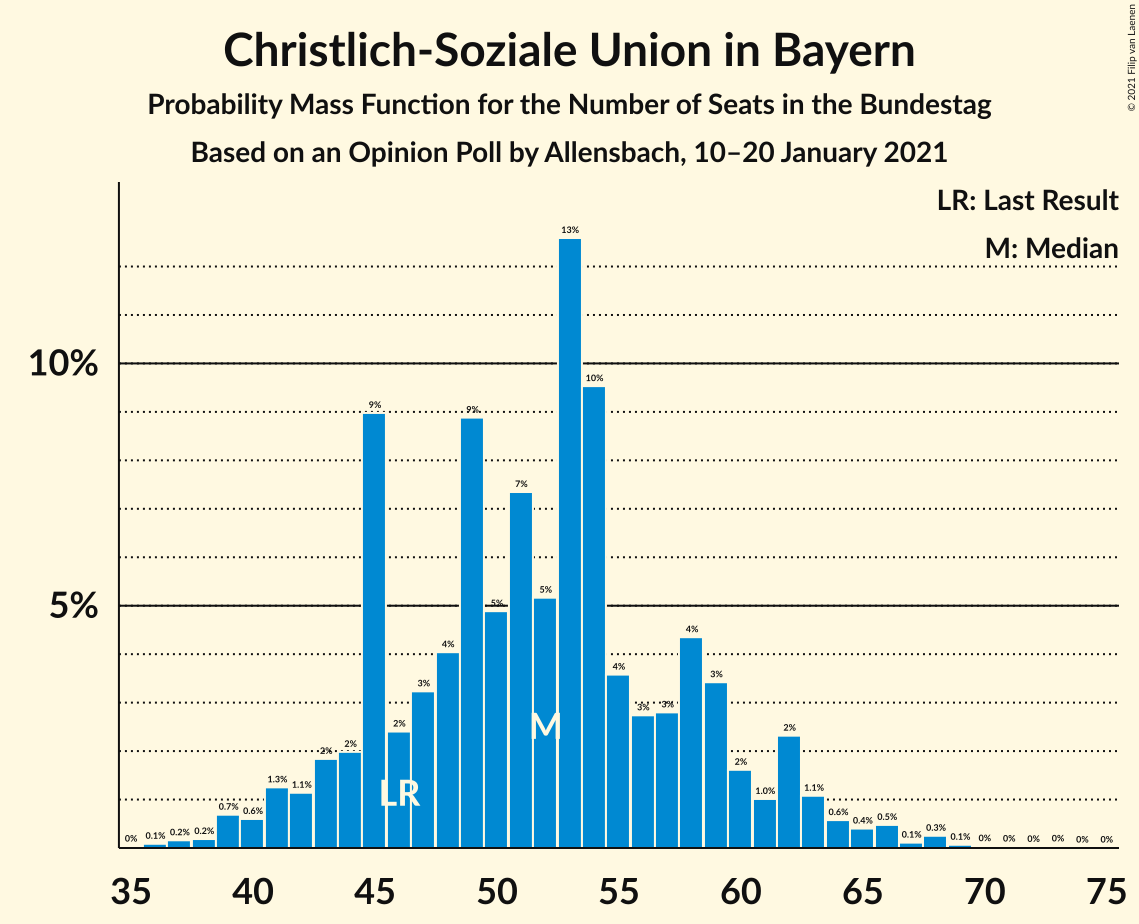 Christlich-Soziale Union in Bayern
Probability Mass Function for the Number of Seats in the Bundestag
Based on an Opinion Poll by Allensbach, 10–20 January 2021
© 2021 Filip van Laenen
LR: Last Result
M: Median
10%
5%
0% 0.1% 0.2% 0.2% 0.7% 0.6% 1.3% 1.1% 2% 2% 9% 2% 3% 4% 9% 5% 7% 5% 13% 10% 4% 3% 3% 4% 3% 2% 1.0% 2% 1.1% 0.6% 0.4% 0.5% 0.1% 0.3% 0.1% 0% 0% 0% 0% 0% 0%
LR M
35 40 45 50 55 60 65 70 75